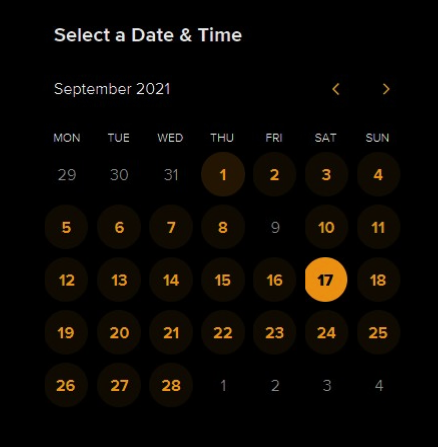 Select a Date & Time
September 2021
MON TUE WED THU FRI SAT SUN
29 30 31 1 2 3 4
5 6 7 8 9 10 11
12 13 14 15 16 17 18
19 20 21 22 23 24 25
26 27 28 1 2 3 4